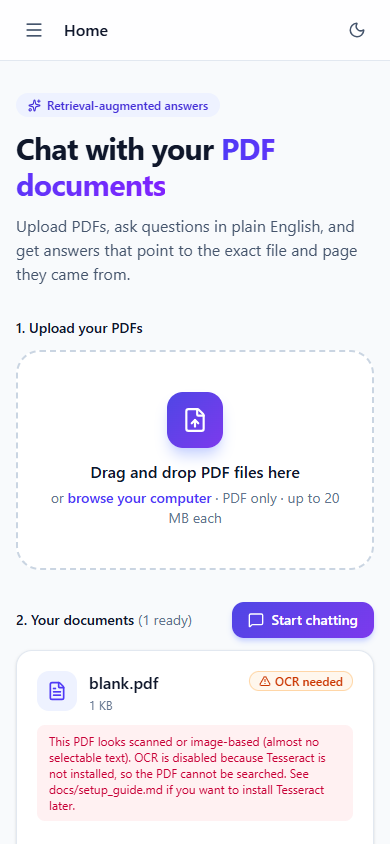 Home
Retrieval-augmented answers
Chat with your PDF
documents
Upload PDFs, ask questions in plain English, and
get answers that point to the exact file and page
they came from.
1. Upload your PDFs
Drag and drop PDF files here
or browse your computer · PDF only · up to 20
MB each
2. Your documents (1 ready)
Start chatting
blank.pdf
OCR needed
1 KB
This PDF looks scanned or image-based (almost no
selectable text). OCR is disabled because Tesseract is
not installed, so the PDF cannot be searched. See
docs/setup_guide.md if you want to install Tesseract
later.